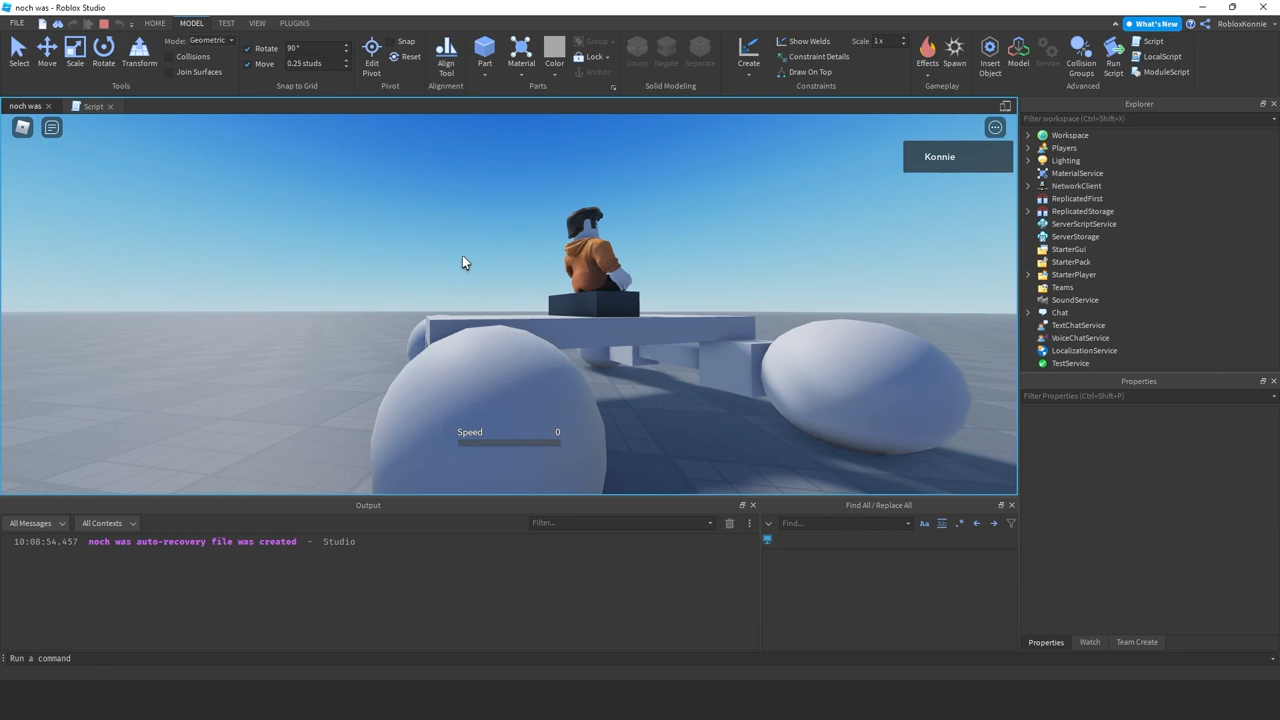 noch was - Roblox Studio
FILE HOME MODEL TEST VIEW PLUGINS What's New RobloxKonnie
Select Move Scale Rotate Transform
Mode: Geometric
Collisions
Join Surfaces
Tools
Rotate 90°
Move 0.25 studs
Snap to Grid
Edit Pivot
Snap
Reset
Pivot
Align Tool
Alignment
Part Material Color
Group
Lock
Anchor
Parts
Union Negate Separate
Solid Modeling
Create
Show Welds Scale 1 x
Constraint Details
Draw On Top
Constraints
Effects Spawn
Gameplay
Insert Object
Model
Service
Collision Groups
Run Script
Script
LocalScript
ModuleScript
Advanced
noch was Script
Konnie
Speed 0
Explorer
Filter workspace (Ctrl+Shift+X)
Workspace
Players
Lighting
MaterialService
NetworkClient
ReplicatedFirst
ReplicatedStorage
ServerScriptService
ServerStorage
StarterGui
StarterPack
StarterPlayer
Teams
SoundService
Chat
TextChatService
VoiceChatService
LocalizationService
TestService
Properties
Filter Properties (Ctrl+Shift+P)
Properties Watch Team Create
Output
All Messages All Contexts Filter...
10:08:54.457 noch was auto-recovery file was created - Studio
Find All / Replace All
Find... Aa Ab .*
Run a command